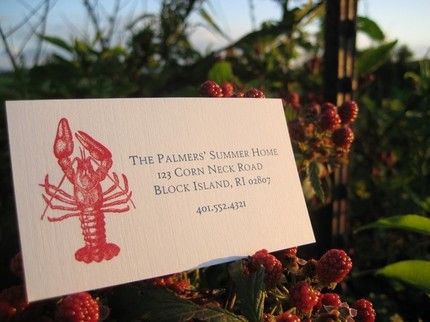 The Palmers' Summer Home
123 Corn Neck Road
Block Island, RI 02807
401.552.4321